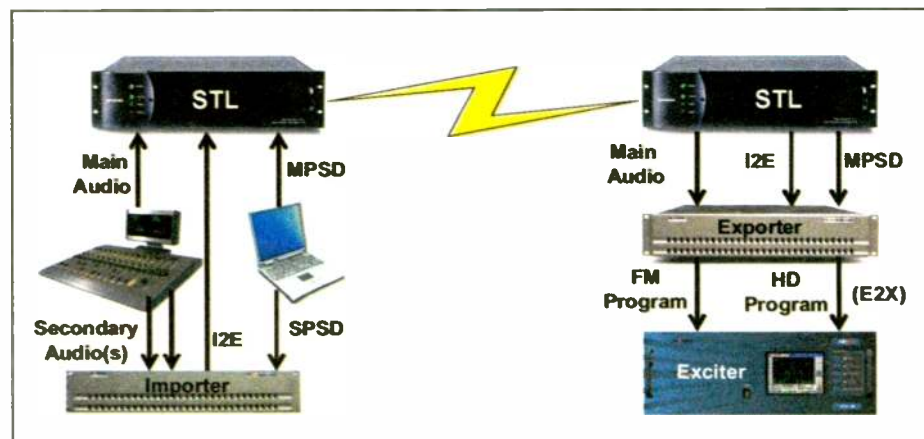 STL
STL
Main
Audio
MPSD
Main
Audio
I2E
MPSD
Exporter
FM
Program
HD
Program
(E2X)
Secondary
Audio(s)
I2E
SPSD
Importer
Exciter